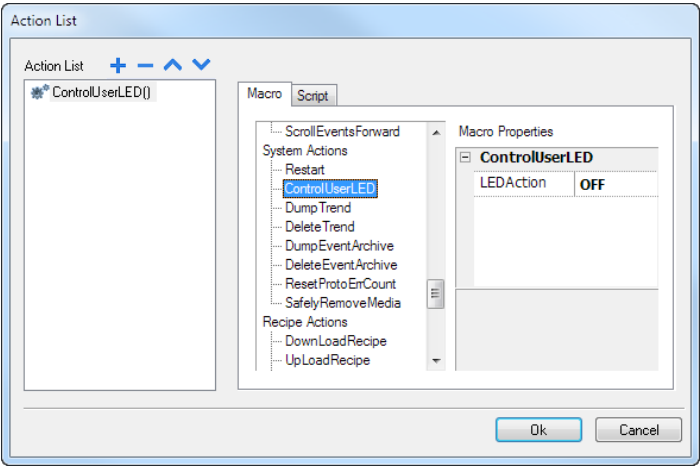 Action List
Action List
ControlUserLED()
Macro
Script
ScrollEventsForward
System Actions
Restart
ControlUserLED
DumpTrend
DeleteTrend
DumpEventArchive
DeleteEventArchive
ResetProtoErrCount
SafelyRemoveMedia
Recipe Actions
DownLoadRecipe
UpLoadRecipe
Macro Properties
ControlUserLED
LEDAction OFF
Ok
Cancel